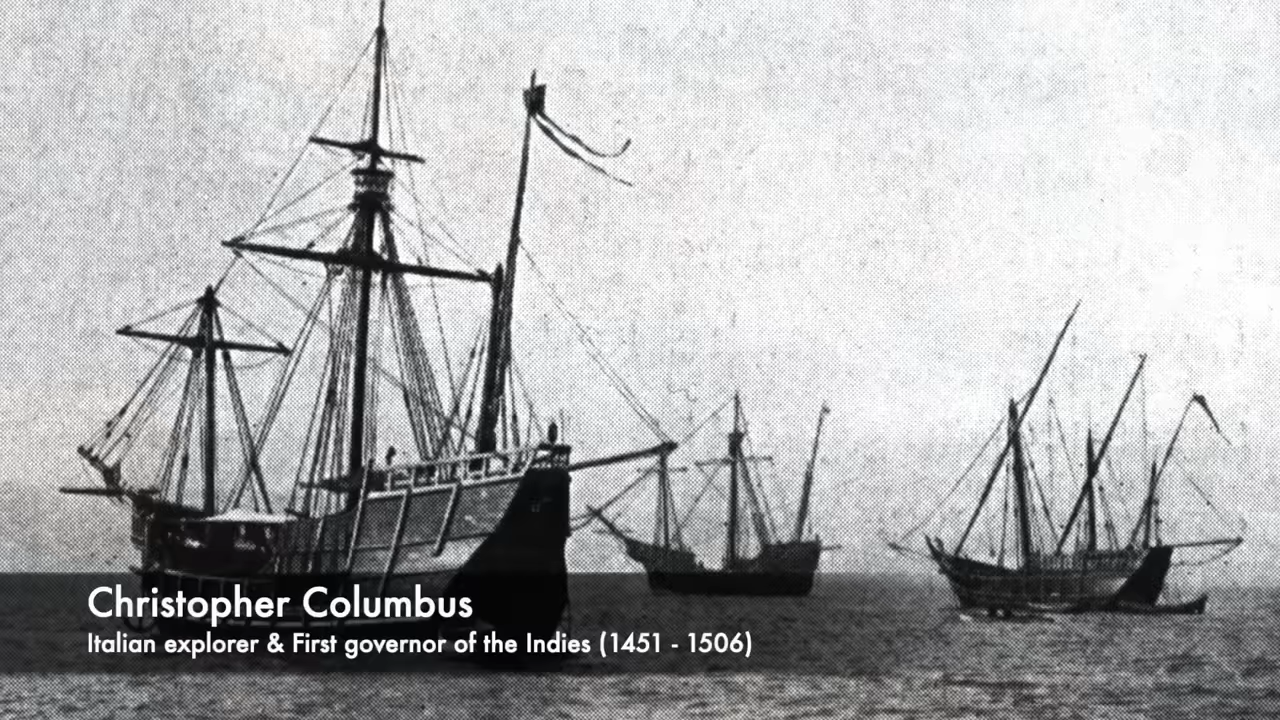 Christopher Columbus
Italian explorer & First governor of the Indies (1451 - 1506)